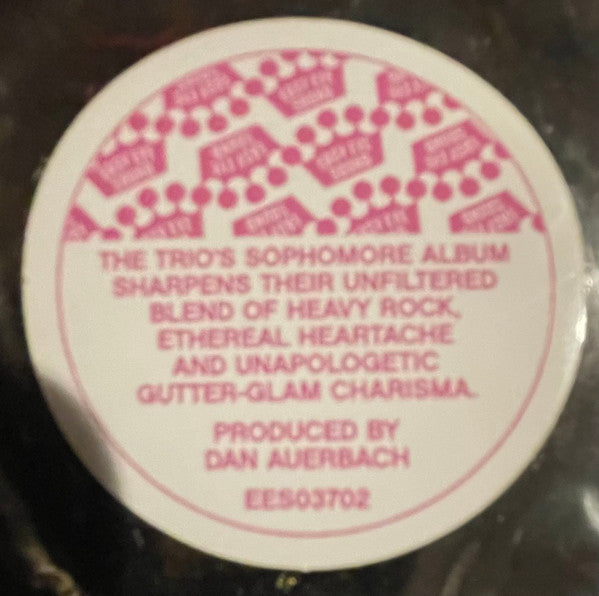 THE TRIO'S SOPHOMORE ALBUM
SHARPENS THEIR UNFILTERED
BLEND OF HEAVY ROCK,
ETHEREAL HEARTACHE
AND UNAPOLOGETIC
GUTTER-GLAM CHARISMA.
PRODUCED BY
DAN AUERBACH
EES03702